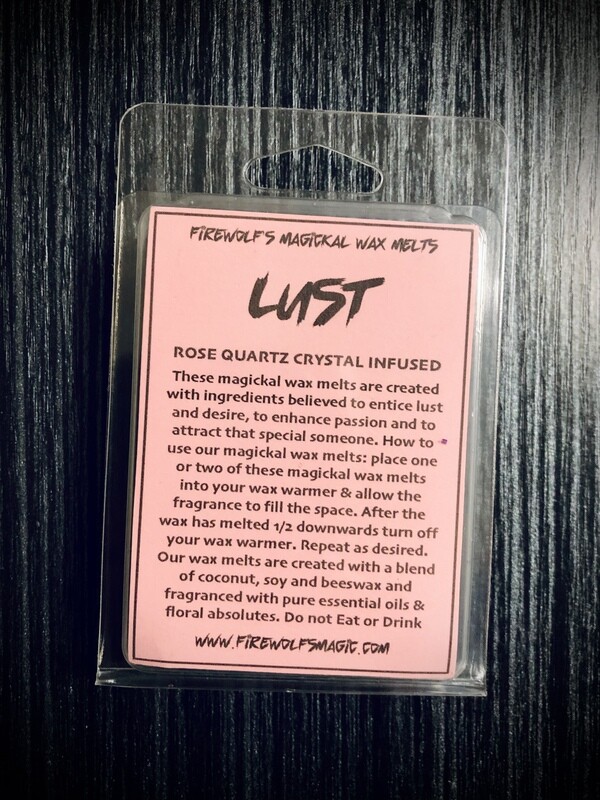 FIREWOLF'S MAGICKAL WAX MELTS
LUST
ROSE QUARTZ CRYSTAL INFUSED
These magickal wax melts are created
with ingredients believed to entice lust
and desire, to enhance passion and to
attract that special someone. How to
use our magickal wax melts: place one
or two of these magickal wax melts
into your wax warmer & allow the
fragrance to fill the space. After the
wax has melted 1/2 downwards turn off
your wax warmer. Repeat as desired.
Our wax melts are created with a blend
of coconut, soy and beeswax and
fragranced with pure essential oils &
floral absolutes. Do not Eat or Drink
WWW.FIREWOLFSMAGIC.COM